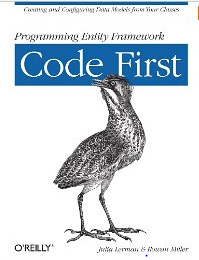 Creating and Configuring Data Models from Your Classes
Programming Entity Framework
Code First
O'REILLY®
Julia Lerman & Rowan Miller